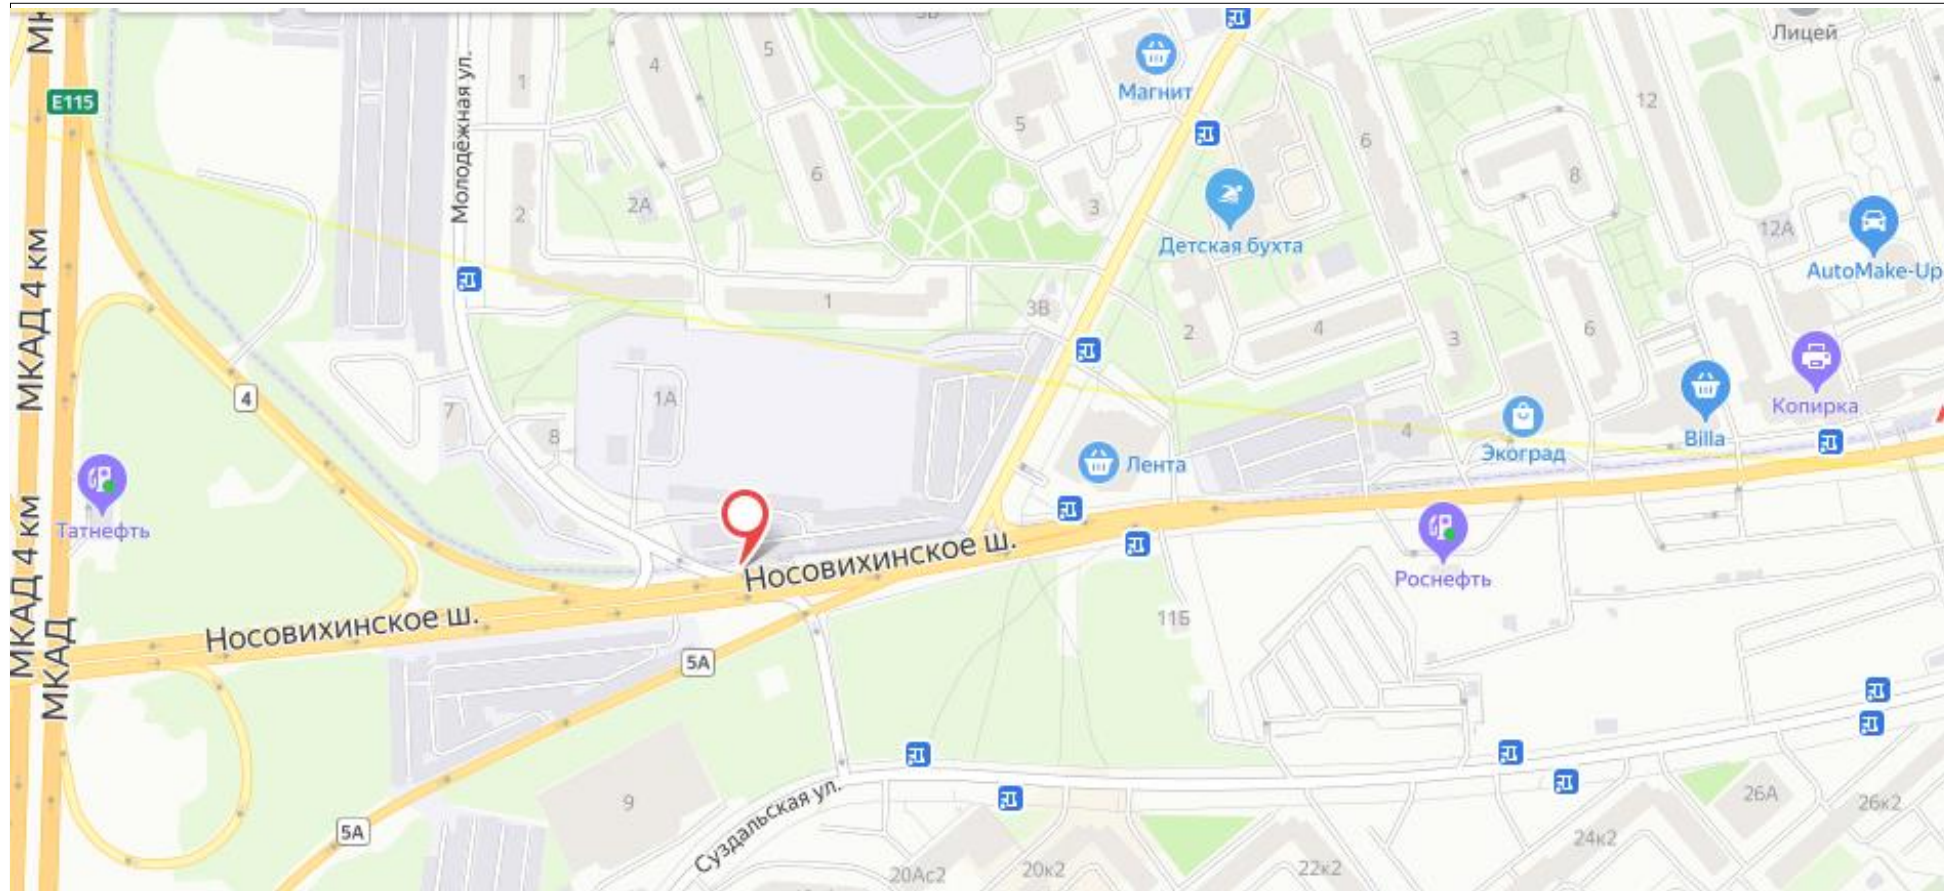 3В
Лицей
5
4
1
Магнит
E115
12
5
6
6
8
Молодёжная ул.
2А
3
2
12А
Детская бухта
AutoMake-Up
МКАД 4 км
МКАД 4 км
1
3В
2
4
3
6
4
1А
7
8
4
Копирка
Billa
Экоград
Лента
Татнефть
Роснефть
Носовихинское ш.
Носовихинское ш.
МКАД
МКАД
11Б
5А
9
5А
Суздальская ул.
20Ас2
20к2
22к2
24к2
26А
26к2